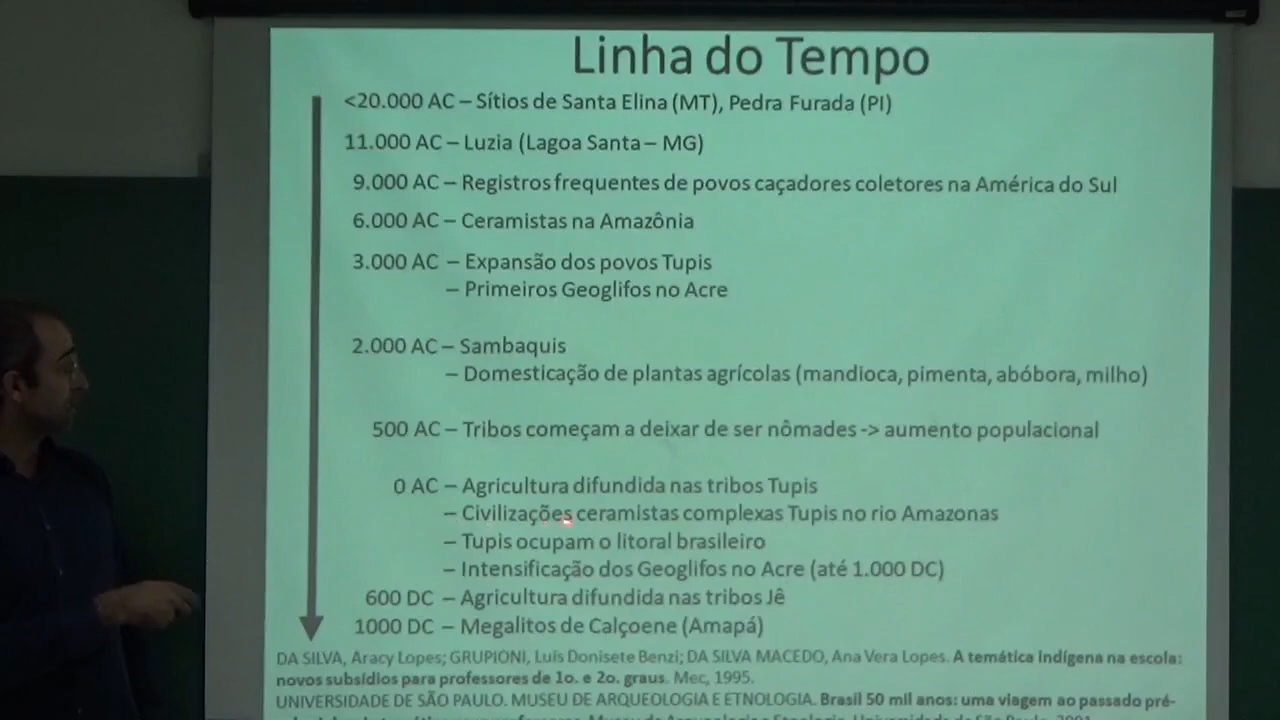 Linha do Tempo
<20.000 AC – Sítios de Santa Elina (MT), Pedra Furada (PI)
11.000 AC – Luzia (Lagoa Santa – MG)
9.000 AC – Registros frequentes de povos caçadores coletores na América do Sul
6.000 AC – Ceramistas na Amazônia
3.000 AC – Expansão dos povos Tupis
– Primeiros Geoglifos no Acre
2.000 AC – Sambaquis
– Domesticação de plantas agrícolas (mandioca, pimenta, abóbora, milho)
500 AC – Tribos começam a deixar de ser nômades -> aumento populacional
0 AC – Agricultura difundida nas tribos Tupis
– Civilizações ceramistas complexas Tupis no rio Amazonas
– Tupis ocupam o litoral brasileiro
– Intensificação dos Geoglifos no Acre (até 1.000 DC)
600 DC – Agricultura difundida nas tribos Jê
1000 DC – Megalitos de Calçoene (Amapá)
DA SILVA, Aracy Lopes; GRUPIONI, Luís Donisete Benzi; DA SILVA MACEDO, Ana Vera Lopes. A temática indígena na escola:
novos subsídios para professores de 1o. e 2o. graus. Mec, 1995.
UNIVERSIDADE DE SÃO PAULO. MUSEU DE ARQUEOLOGIA E ETNOLOGIA. Brasil 50 mil anos: uma viagem ao passado pré-